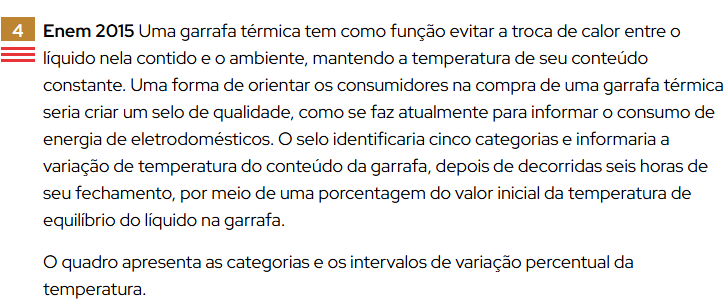 4 Enem 2015 Uma garrafa térmica tem como função evitar a troca de calor entre o
líquido nela contido e o ambiente, mantendo a temperatura de seu conteúdo
constante. Uma forma de orientar os consumidores na compra de uma garrafa térmica
seria criar um selo de qualidade, como se faz atualmente para informar o consumo de
energia de eletrodomésticos. O selo identificaria cinco categorias e informaria a
variação de temperatura do conteúdo da garrafa, depois de decorridas seis horas de
seu fechamento, por meio de uma porcentagem do valor inicial da temperatura de
equilíbrio do líquido na garrafa.
O quadro apresenta as categorias e os intervalos de variação percentual da
temperatura.